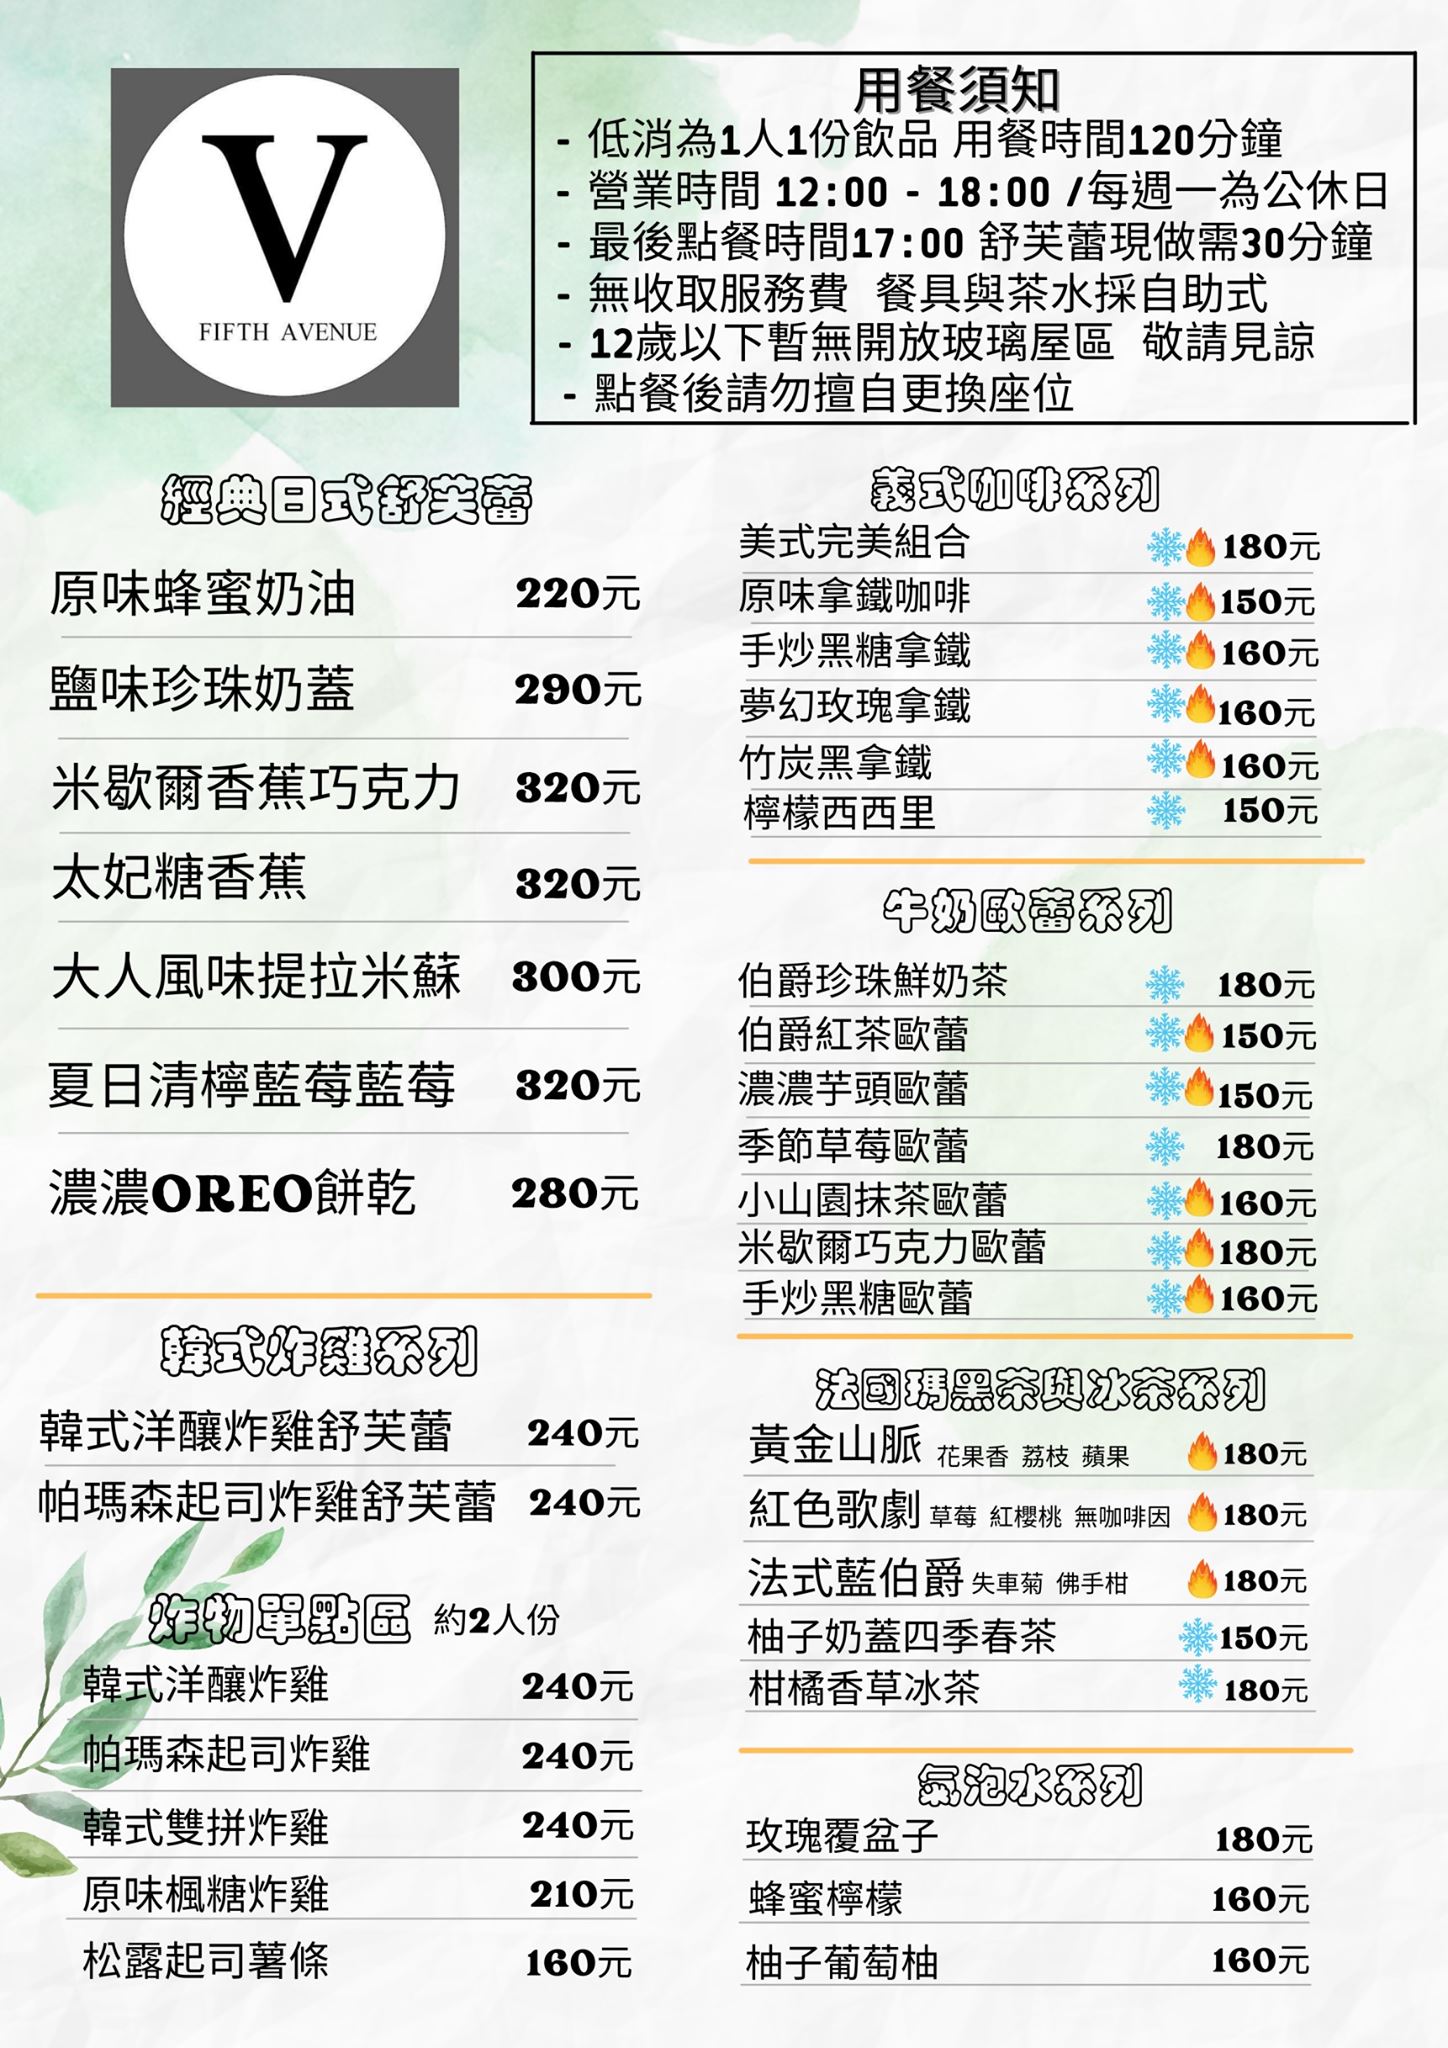 V
FIFTH AVENUE
用餐須知
- 低消為1人1份飲品 用餐時間120分鐘
- 營業時間 12:00 - 18:00 /每週一為公休日
- 最後點餐時間17:00 舒芙蕾現做需30分鐘
- 無收取服務費 餐具與茶水採自助式
- 12歲以下暫無開放玻璃屋區 敬請見諒
- 點餐後請勿擅自更換座位
經典日式舒芙蕾
原味蜂蜜奶油 220元
鹽味珍珠奶蓋 290元
米歇爾香蕉巧克力 320元
太妃糖香蕉 320元
大人風味提拉米蘇 300元
夏日清檸藍莓藍莓 320元
濃濃OREO餅乾 280元
韓式炸雞系列
韓式洋釀炸雞舒芙蕾 240元
帕瑪森起司炸雞舒芙蕾 240元
炸物單點區 約2人份
韓式洋釀炸雞 240元
帕瑪森起司炸雞 240元
韓式雙拼炸雞 240元
原味楓糖炸雞 210元
松露起司薯條 160元
義式咖啡系列
美式完美組合 ❄️🔥180元
原味拿鐵咖啡 ❄️🔥150元
手炒黑糖拿鐵 ❄️🔥160元
夢幻玫瑰拿鐵 ❄️🔥160元
竹炭黑拿鐵 ❄️🔥160元
檸檬西西里 ❄️ 150元
牛奶歐蕾系列
伯爵珍珠鮮奶茶 ❄️ 180元
伯爵紅茶歐蕾 ❄️🔥150元
濃濃芋頭歐蕾 ❄️🔥150元
季節草莓歐蕾 ❄️ 180元
小山園抹茶歐蕾 ❄️🔥160元
米歇爾巧克力歐蕾 ❄️🔥180元
手炒黑糖歐蕾 ❄️🔥160元
法國瑪黑茶與冰茶系列
黃金山脈 花果香 荔枝 蘋果 🔥180元
紅色歌劇 草莓 紅櫻桃 無咖啡因 🔥180元
法式藍伯爵 失車菊 佛手柑 🔥180元
柚子奶蓋四季春茶 ❄️150元
柑橘香草冰茶 ❄️180元
氣泡水系列
玫瑰覆盆子 180元
蜂蜜檸檬 160元
柚子葡萄柚 160元